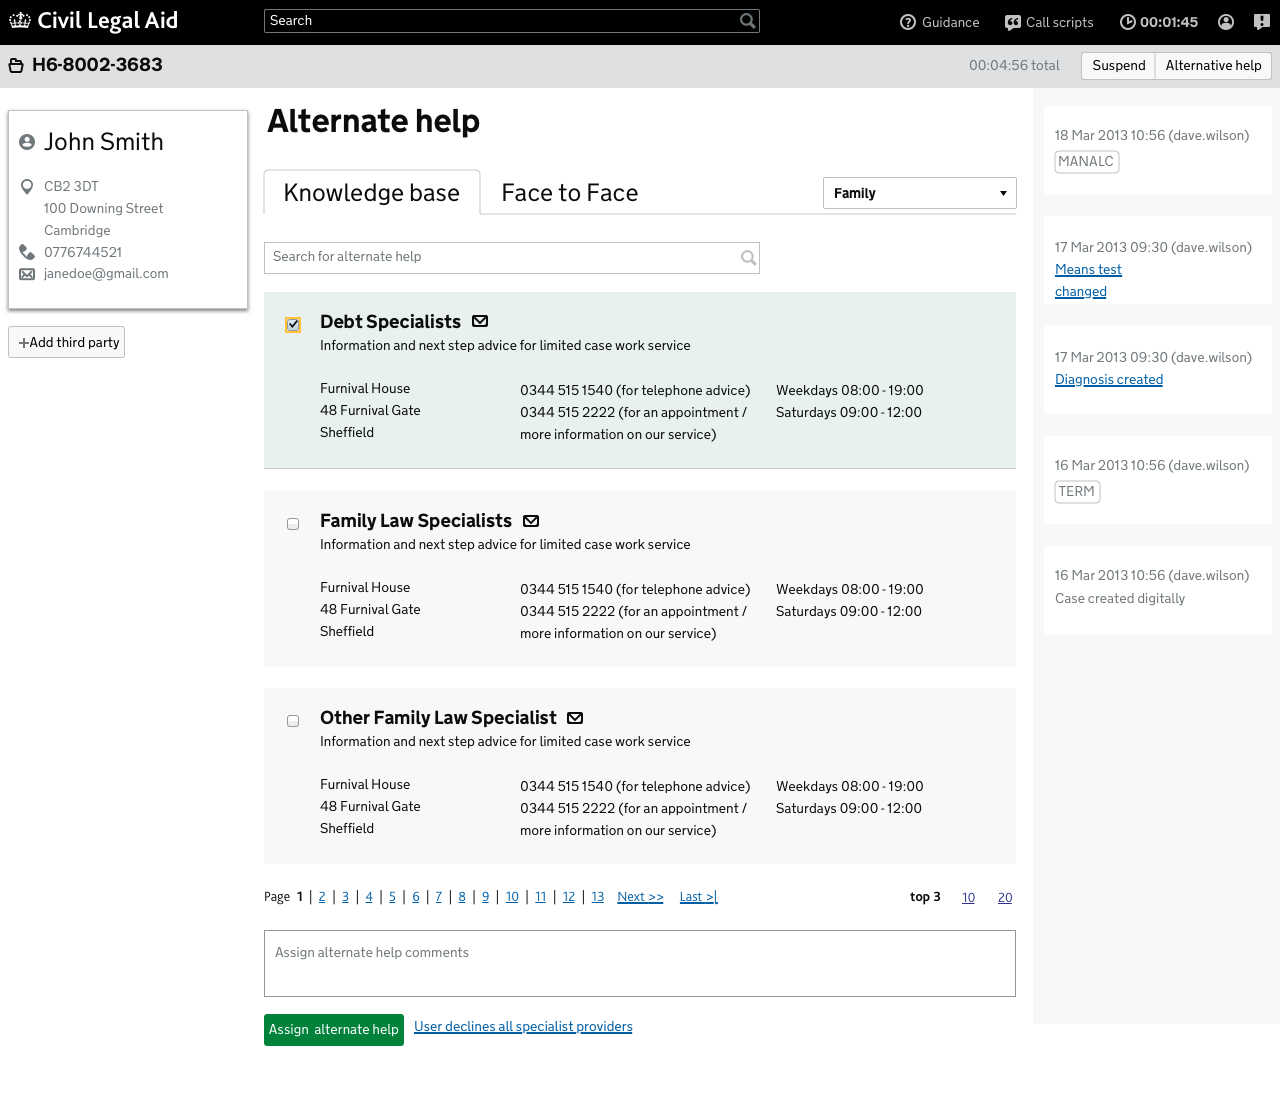 Civil Legal Aid
Search
Guidance
Call scripts
00:01:45
H6-8002-3683
00:04:56 total
Suspend
Alternative help
John Smith
CB2 3DT
100 Downing Street
Cambridge
0776744521
janedoe@gmail.com
+Add third party
Alternate help
Knowledge base
Face to Face
Family
Search for alternate help
Debt Specialists
Information and next step advice for limited case work service
Furnival House
48 Furnival Gate
Sheffield
0344 515 1540 (for telephone advice)
0344 515 2222 (for an appointment /
more information on our service)
Weekdays 08:00 - 19:00
Saturdays 09:00 - 12:00
Family Law Specialists
Information and next step advice for limited case work service
Furnival House
48 Furnival Gate
Sheffield
0344 515 1540 (for telephone advice)
0344 515 2222 (for an appointment /
more information on our service)
Weekdays 08:00 - 19:00
Saturdays 09:00 - 12:00
Other Family Law Specialist
Information and next step advice for limited case work service
Furnival House
48 Furnival Gate
Sheffield
0344 515 1540 (for telephone advice)
0344 515 2222 (for an appointment /
more information on our service)
Weekdays 08:00 - 19:00
Saturdays 09:00 - 12:00
Page 1 | 2 | 3 | 4 | 5 | 6 | 7 | 8 | 9 | 10 | 11 | 12 | 13 Next >> Last >|
top 3 10 20
Assign alternate help comments
Assign alternate help
User declines all specialist providers
18 Mar 2013 10:56 (dave.wilson)
MANALC
17 Mar 2013 09:30 (dave.wilson)
Means test
changed
17 Mar 2013 09:30 (dave.wilson)
Diagnosis created
16 Mar 2013 10:56 (dave.wilson)
TERM
16 Mar 2013 10:56 (dave.wilson)
Case created digitally